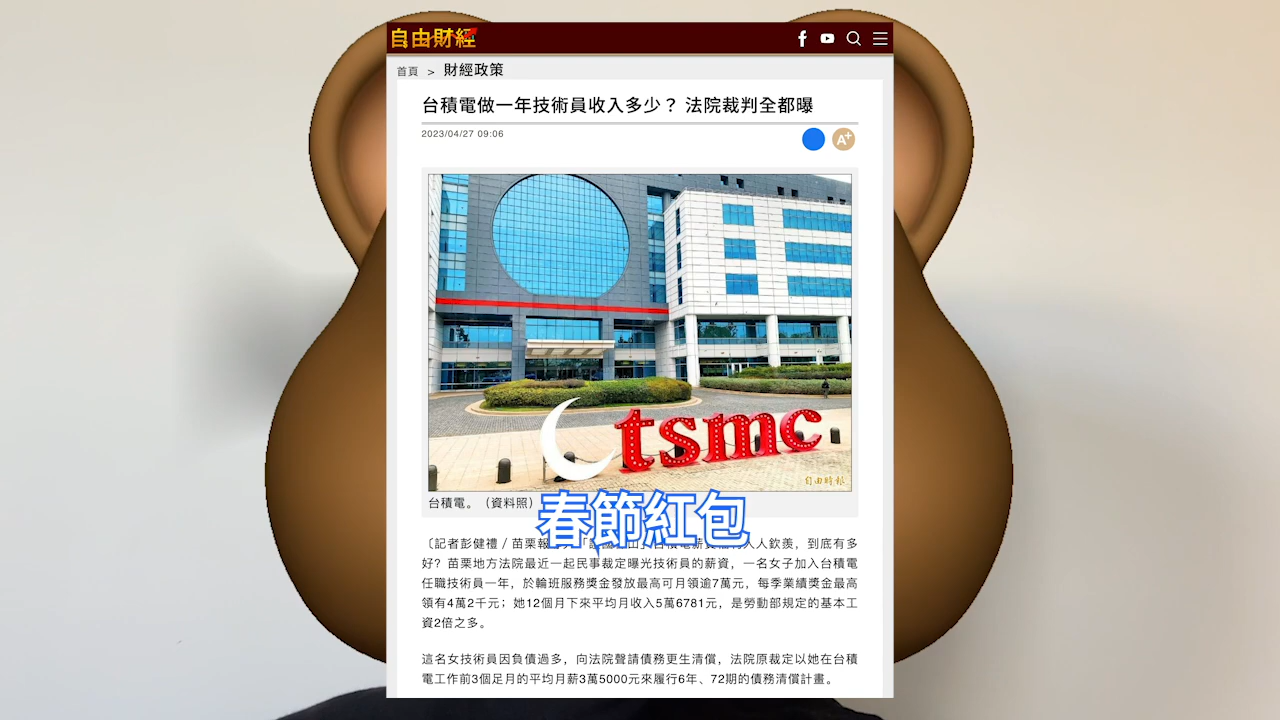 自由財經
首頁 > 財經政策
台積電做一年技術員收入多少？ 法院裁判全都曝
2023/04/27 09:06
A+
tsmc
自由時報
台積電。（資料照）
春節紅包
〔記者彭健禮／苗栗報
台積電薪資福利人人欽羨，到底有多
好？苗栗地方法院最近一起民事裁定曝光技術員的薪資，一名女子加入台積電
任職技術員一年，於輪班服務獎金發放最高可月領逾7萬元，每季業績獎金最高
領有4萬2千元；她12個月下來平均月收入5萬6781元，是勞動部規定的基本工
資2倍之多。
這名女技術員因負債過多，向法院聲請債務更生清償，法院原裁定以她在台積
電工作前3個足月的平均月薪3萬5000元來履行6年、72期的債務清償計畫。